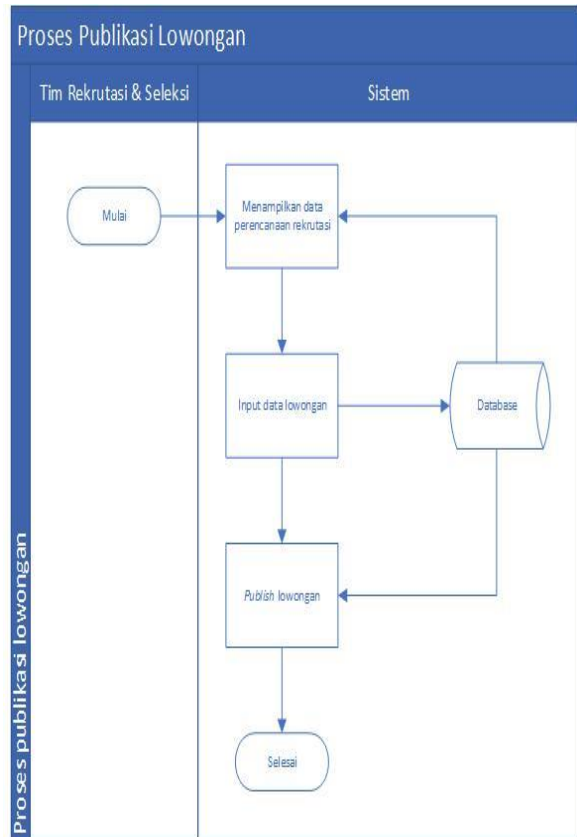 Proses Publikasi Lowongan
Tim Rekrutasi & Seleksi
Sistem
Mulai
Menampilkan data
perencanaan rekrutasi
Input data lowongan
Database
Publish lowongan
Selesai
Proses publikasi lowongan